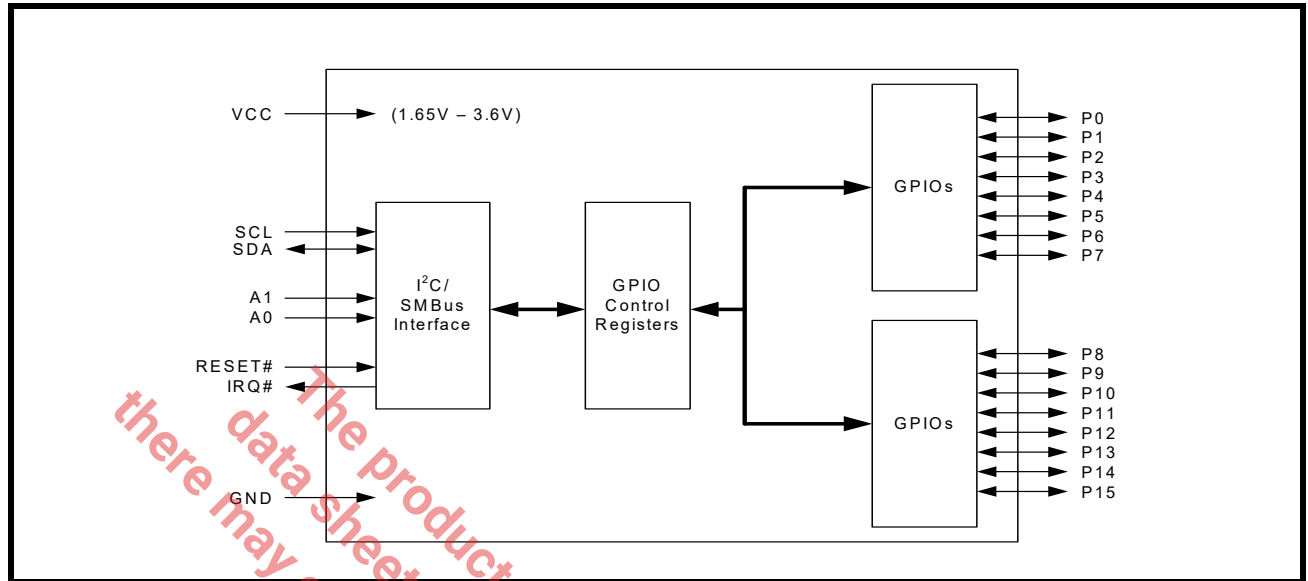 VCC
(1.65V – 3.6V)
SCL
SDA
A1
A0
RESET#
IRQ#
GND
I²C/
SMBus
Interface
GPIO
Control
Registers
GPIOs
P0
P1
P2
P3
P4
P5
P6
P7
GPIOs
P8
P9
P10
P11
P12
P13
P14
P15
The product
data sheet
there may